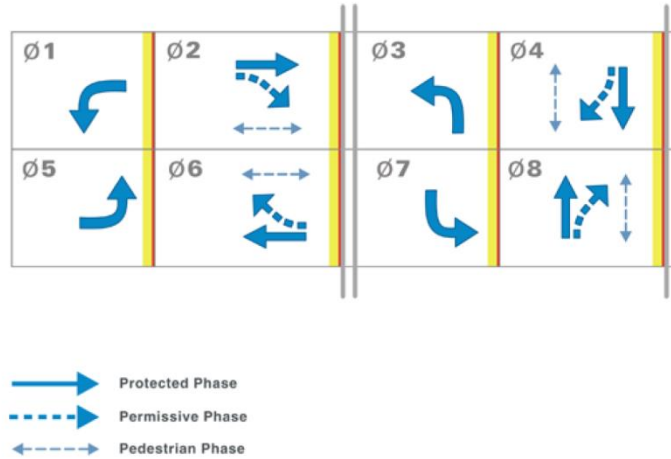 Ø1 Ø2 Ø3 Ø4
Ø5 Ø6 Ø7 Ø8
Protected Phase
Permissive Phase
Pedestrian Phase